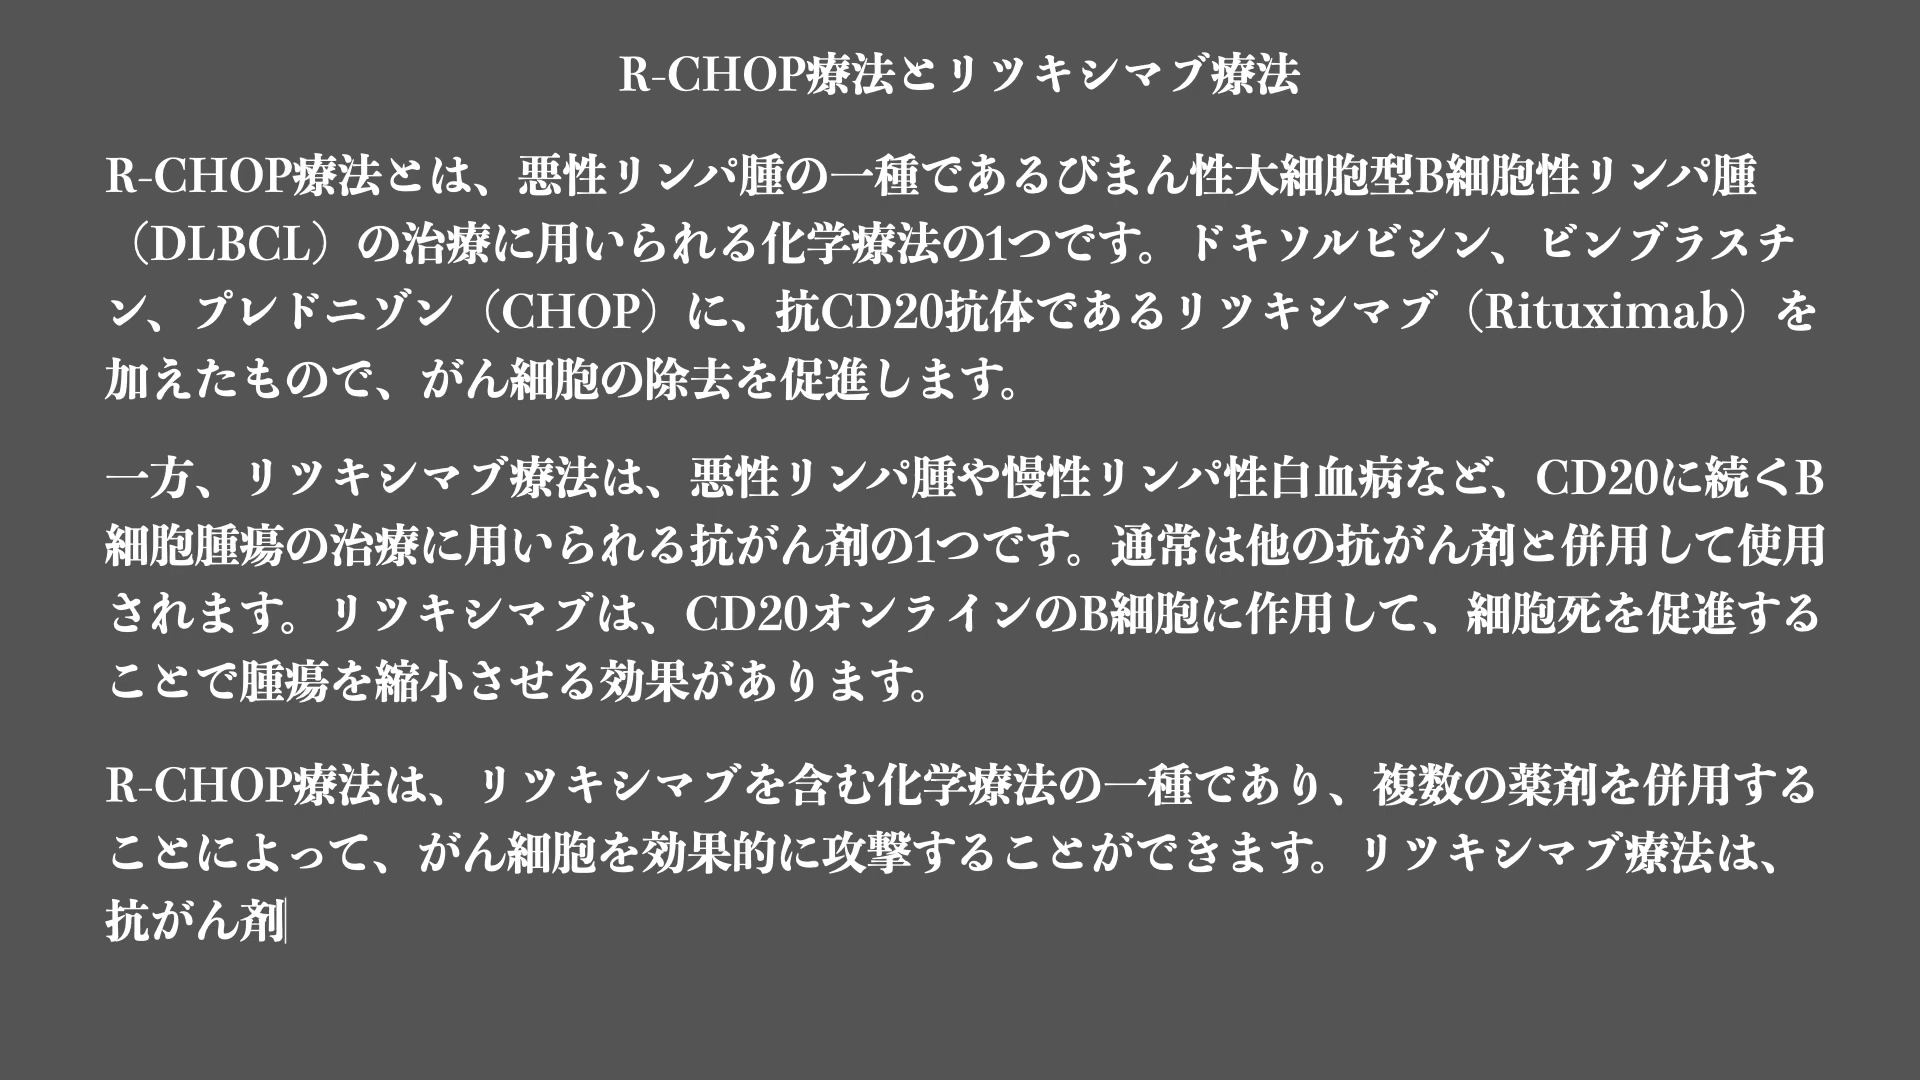 R-CHOP療法とリツキシマブ療法
R-CHOP療法とは、悪性リンパ腫の一種であるびまん性大細胞型B細胞性リンパ腫
（DLBCL）の治療に用いられる化学療法の1つです。ドキソルビシン、ビンブラスチ
ン、プレドニゾン（CHOP）に、抗CD20抗体であるリツキシマブ（Rituximab）を
加えたもので、がん細胞の除去を促進します。
一方、リツキシマブ療法は、悪性リンパ腫や慢性リンパ性白血病など、CD20に続くB
細胞腫瘍の治療に用いられる抗がん剤の1つです。通常は他の抗がん剤と併用して使用
されます。リツキシマブは、CD20オンラインのB細胞に作用して、細胞死を促進する
ことで腫瘍を縮小させる効果があります。
R-CHOP療法は、リツキシマブを含む化学療法の一種であり、複数の薬剤を併用する
ことによって、がん細胞を効果的に攻撃することができます。リツキシマブ療法は、
抗がん剤